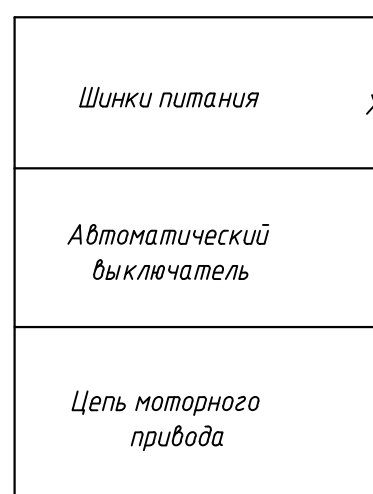 Шинки питания
Автоматический
выключатель
Цепь моторного
привода